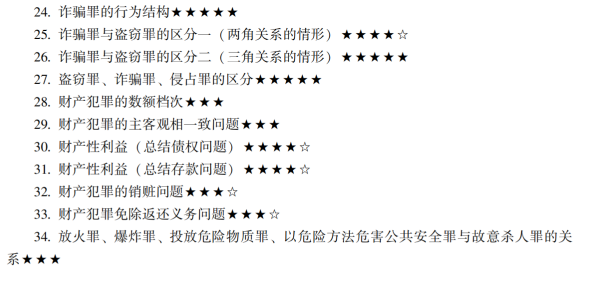 24. 诈骗罪的行为结构★★★★★
25. 诈骗罪与盗窃罪的区分一（两角关系的情形）★★★★☆
26. 诈骗罪与盗窃罪的区分二（三角关系的情形）★★★★★
27. 盗窃罪、诈骗罪、侵占罪的区分★★★★★
28. 财产犯罪的数额档次★★★
29. 财产犯罪的主客观相一致问题★★★
30. 财产性利益（总结债权问题）★★★★☆
31. 财产性利益（总结存款问题）★★★★☆
32. 财产犯罪的销赃问题★★★☆
33. 财产犯罪免除返还义务问题★★★☆
34. 放火罪、爆炸罪、投放危险物质罪、以危险方法危害公共安全罪与故意杀人罪的关
系★★★